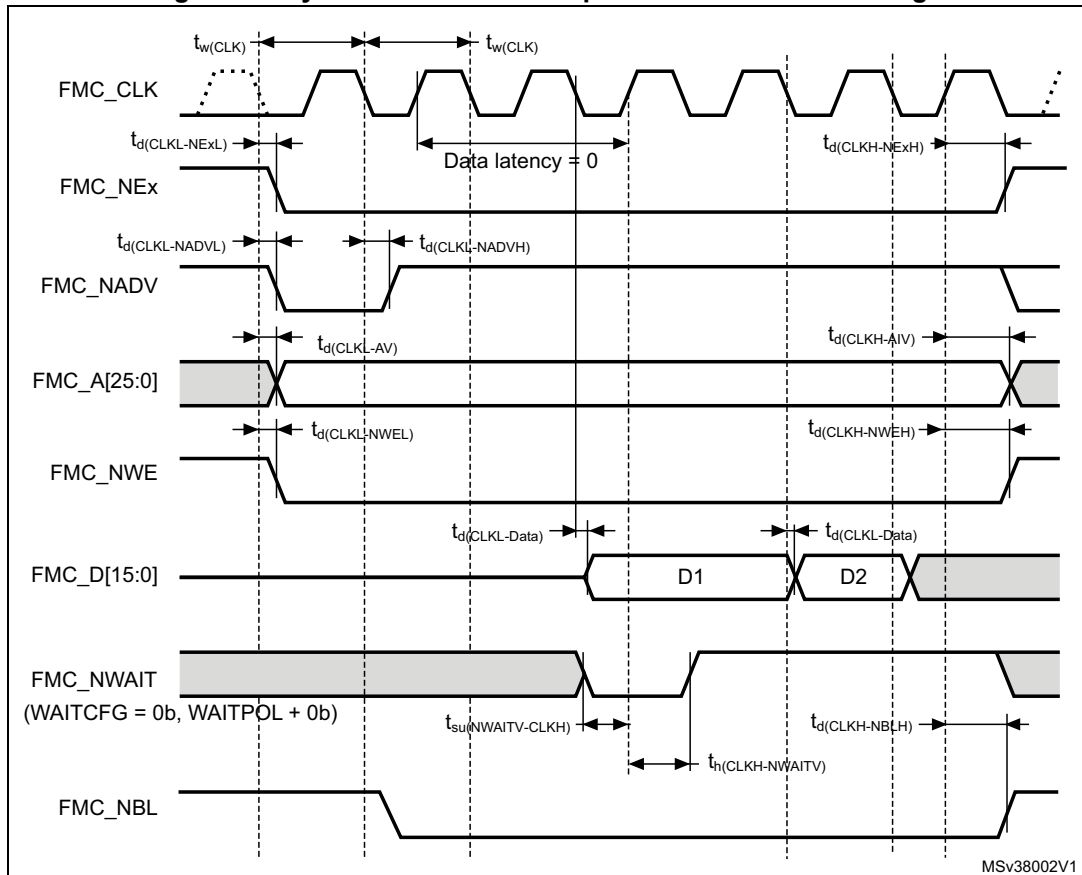 tw(CLK) tw(CLK)
FMC_CLK
td(CLKL-NExL) Data latency = 0 td(CLKH-NExH)
FMC_NEx
td(CLKL-NADVL) td(CLKL-NADVH)
FMC_NADV
td(CLKL-AV) td(CLKH-AIV)
FMC_A[25:0]
td(CLKL-NWEL) td(CLKH-NWEH)
FMC_NWE
td(CLKL-Data) td(CLKL-Data)
FMC_D[15:0] D1 D2
FMC_NWAIT
(WAITCFG = 0b, WAITPOL + 0b)
tsu(NWAITV-CLKH) td(CLKH-NBLH)
th(CLKH-NWAITV)
FMC_NBL
MSv38002V1